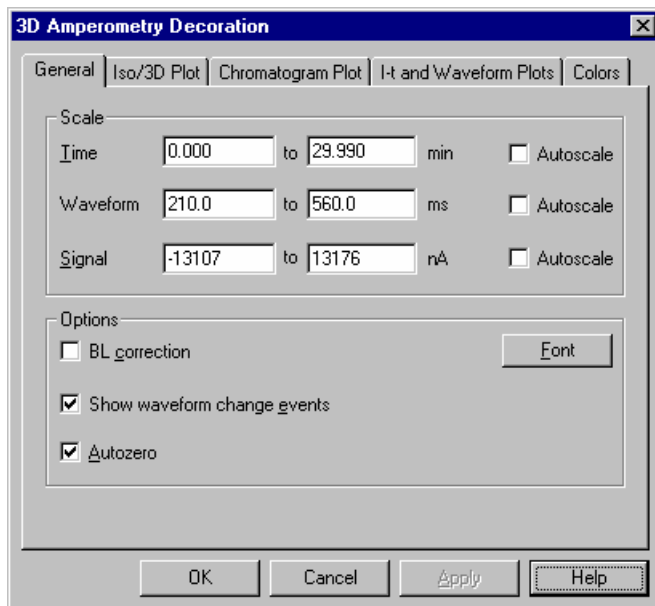 3D Amperometry Decoration
General Iso/3D Plot Chromatogram Plot I-t and Waveform Plots Colors
Scale
Time 0.000 to 29.990 min Autoscale
Waveform 210.0 to 560.0 ms Autoscale
Signal -13107 to 13176 nA Autoscale
Options
BL correction Font
Show waveform change events
Autozero
OK Cancel Apply Help